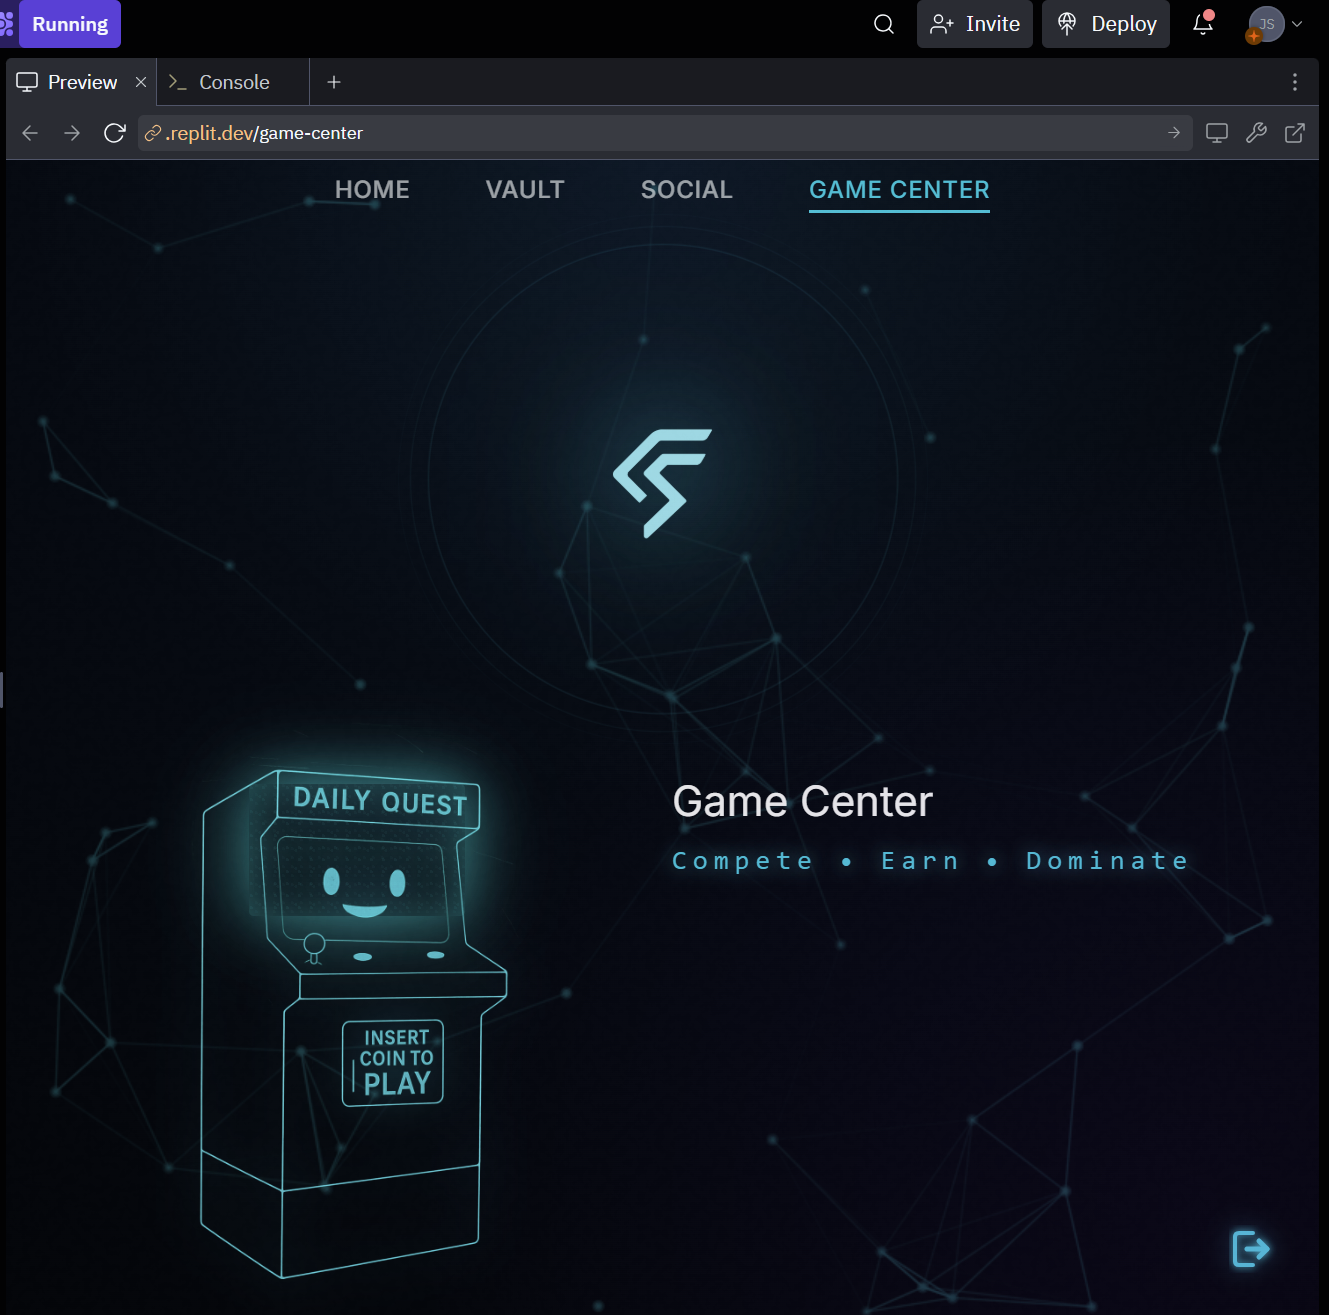 Running
Invite
Deploy
JS
Preview
Console
.replit.dev/game-center
HOME
VAULT
SOCIAL
GAME CENTER
DAILY QUEST
Game Center
Compete • Earn • Dominate
INSERT
COIN TO
PLAY